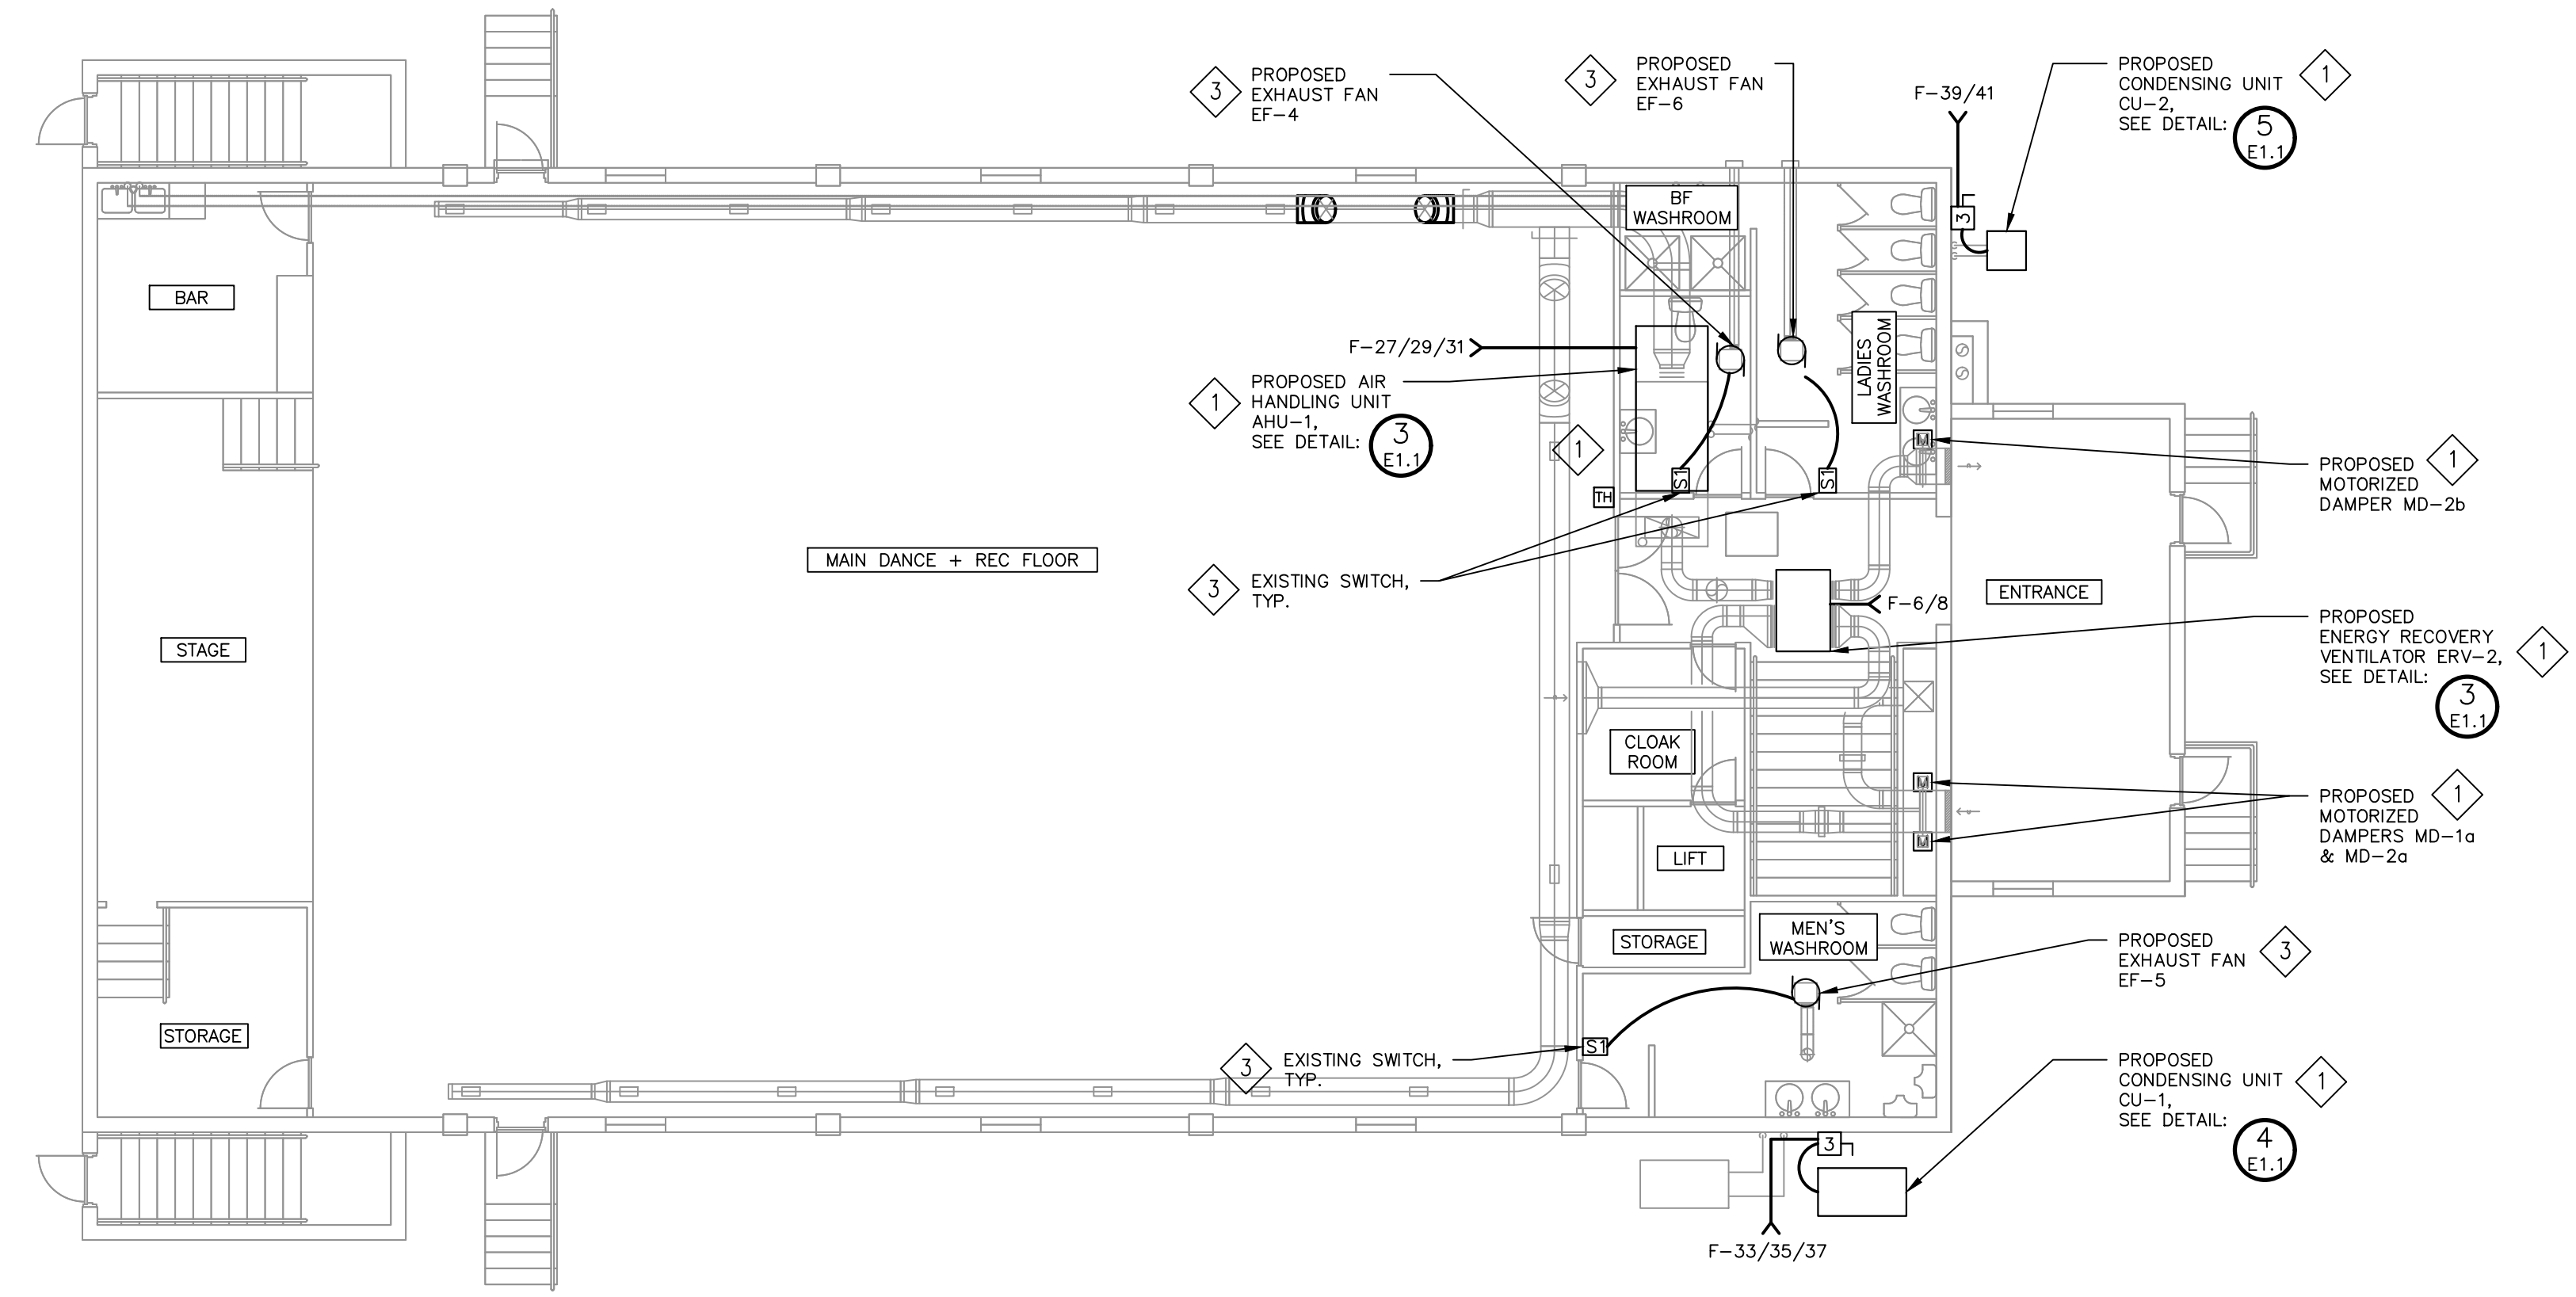 3
PROPOSED
EXHAUST FAN
EF-4
3
PROPOSED
EXHAUST FAN
EF-6
F-39/41
PROPOSED
CONDENSING UNIT
CU-2,
SEE DETAIL:
1
5
E1.1
3
BF
WASHROOM
BAR
LADIES
WASHROOM
F-27/29/31
1
PROPOSED AIR
HANDLING UNIT
AHU-1,
SEE DETAIL:
3
E1.1
1
S1
S1
TH
M
PROPOSED
MOTORIZED
DAMPER MD-2b
1
MAIN DANCE + REC FLOOR
3
EXISTING SWITCH,
TYP.
F-6/8
ENTRANCE
PROPOSED
ENERGY RECOVERY
VENTILATOR ERV-2,
SEE DETAIL:
1
3
E1.1
STAGE
CLOAK
ROOM
M
M
PROPOSED
MOTORIZED
DAMPERS MD-1a
& MD-2a
1
LIFT
STORAGE
MEN'S
WASHROOM
PROPOSED
EXHAUST FAN
EF-5
3
STORAGE
3
EXISTING SWITCH,
TYP.
S1
PROPOSED
CONDENSING UNIT
CU-1,
SEE DETAIL:
1
4
E1.1
3
F-33/35/37